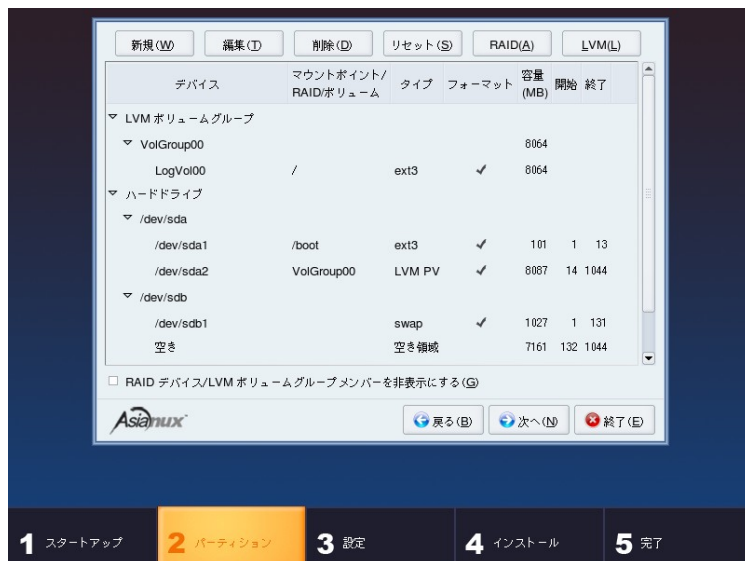 新規(W) 編集(T) 削除(D) リセット(S) RAID(A) LVM(L)
デバイス マウントポイント/RAID/ボリューム タイプ フォーマット 容量(MB) 開始 終了
LVM ボリュームグループ
VolGroup00 8064
LogVol00 / ext3 ✓ 8064
ハードドライブ
/dev/sda
/dev/sda1 /boot ext3 ✓ 101 1 13
/dev/sda2 VolGroup00 LVM PV ✓ 8087 14 1044
/dev/sdb
/dev/sdb1 swap ✓ 1027 1 131
空き 空き領域 7161 132 1044
RAID デバイス/LVM ボリュームグループメンバーを非表示にする(G)
Asianux 戻る(B) 次へ(N) 終了(E)
1 スタートアップ 2 パーティション 3 設定 4 インストール 5 完了